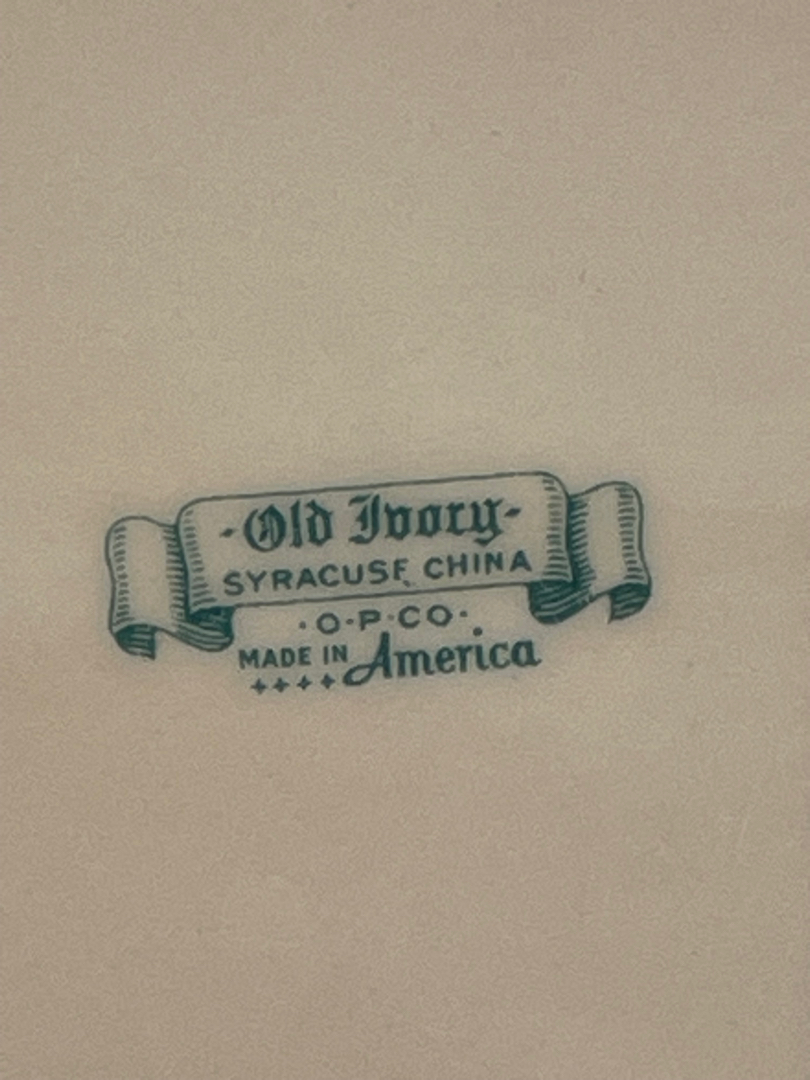 -Old Ivory-
SYRACUSE CHINA
·O·P·CO·
MADE IN America
++++